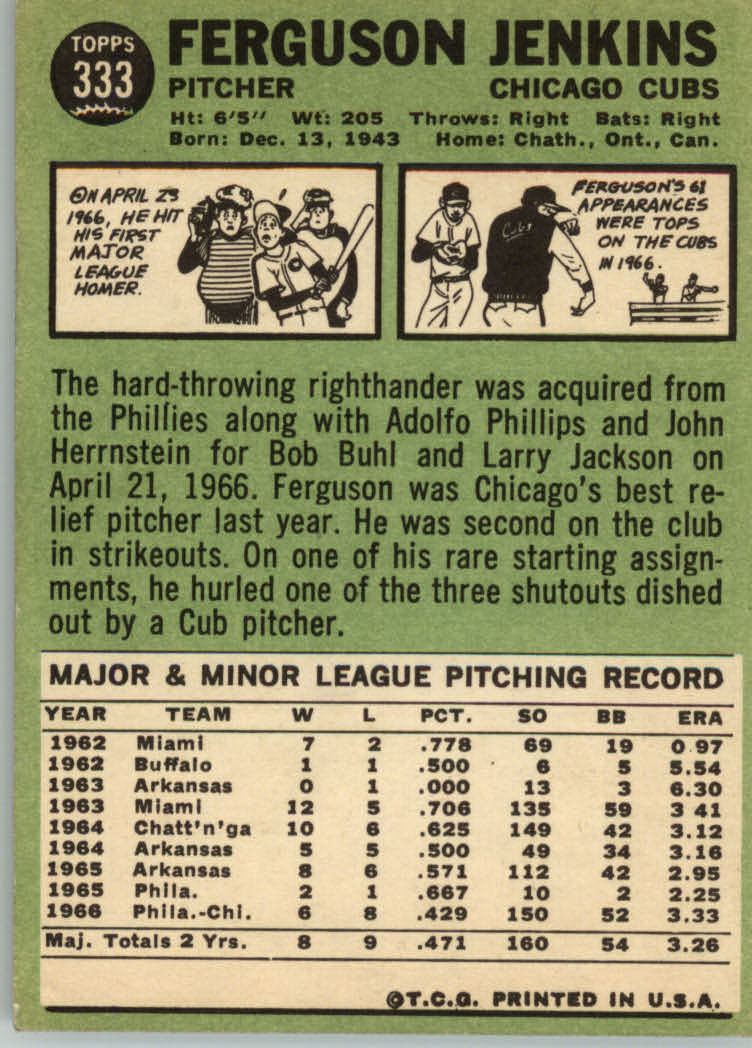 TOPPS
333
FERGUSON JENKINS
PITCHER CHICAGO CUBS
Ht: 6'5" Wt: 205 Throws: Right Bats: Right
Born: Dec. 13, 1943 Home: Chath., Ont., Can.
ON APRIL 23
1966, HE HIT
HIS FIRST
MAJOR
LEAGUE
HOMER.
!
C
FERGUSON'S 61
APPEARANCES
WERE TOPS
ON THE CUBS
IN 1966.
Cubs
The hard-throwing righthander was acquired from
the Phillies along with Adolfo Phillips and John
Herrnstein for Bob Buhl and Larry Jackson on
April 21, 1966. Ferguson was Chicago's best re-
lief pitcher last year. He was second on the club
in strikeouts. On one of his rare starting assign-
ments, he hurled one of the three shutouts dished
out by a Cub pitcher.
MAJOR & MINOR LEAGUE PITCHING RECORD
YEAR TEAM W L PCT. SO BB ERA
1962 Miami 7 2 .778 69 19 0.97
1962 Buffalo 1 1 .500 6 5 5.54
1963 Arkansas 0 1 .000 13 3 6.30
1963 Miami 12 5 .706 135 59 3 41
1964 Chatt'n'ga 10 6 .625 149 42 3.12
1964 Arkansas 5 5 .500 49 34 3.16
1965 Arkansas 8 6 .571 112 42 2.95
1965 Phila. 2 1 .667 10 2 2.25
1966 Phila.-Chi. 6 8 .429 150 52 3.33
Maj. Totals 2 Yrs. 8 9 .471 160 54 3.26
©T.C.G. PRINTED IN U.S.A.